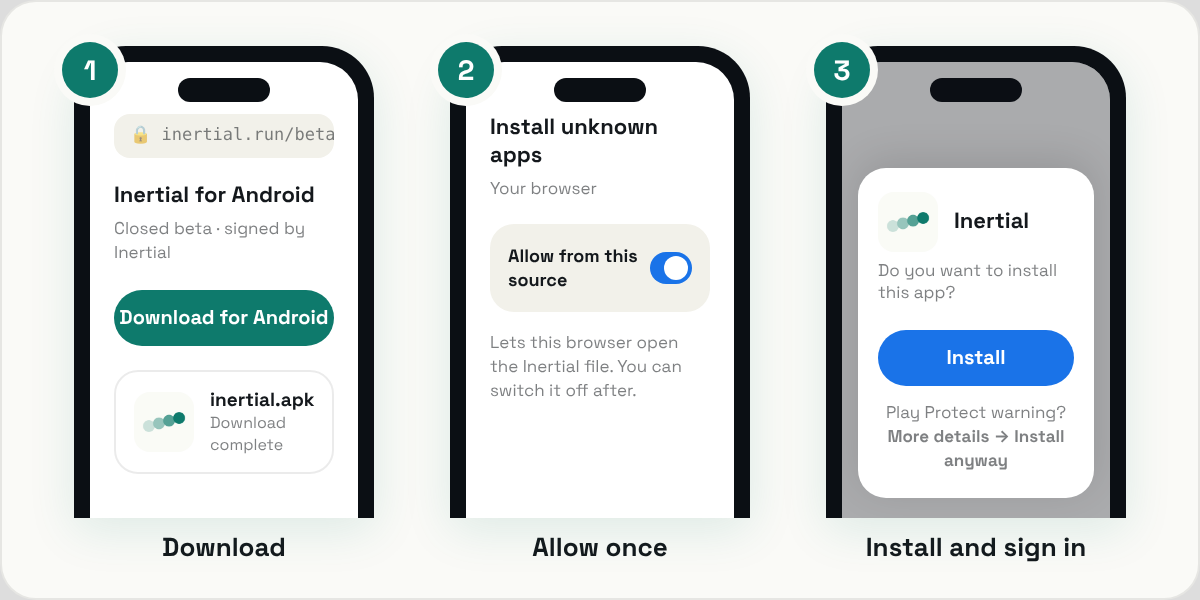 1
inertial.run/beta
Inertial for Android
Closed beta · signed by
Inertial
Download for Android
inertial.apk
Download
complete
Download
2
Install unknown
apps
Your browser
Allow from this
source
Lets this browser open
the Inertial file. You can
switch it off after.
Allow once
3
Inertial
Do you want to install
this app?
Install
Play Protect warning?
More details → Install
anyway
Install and sign in